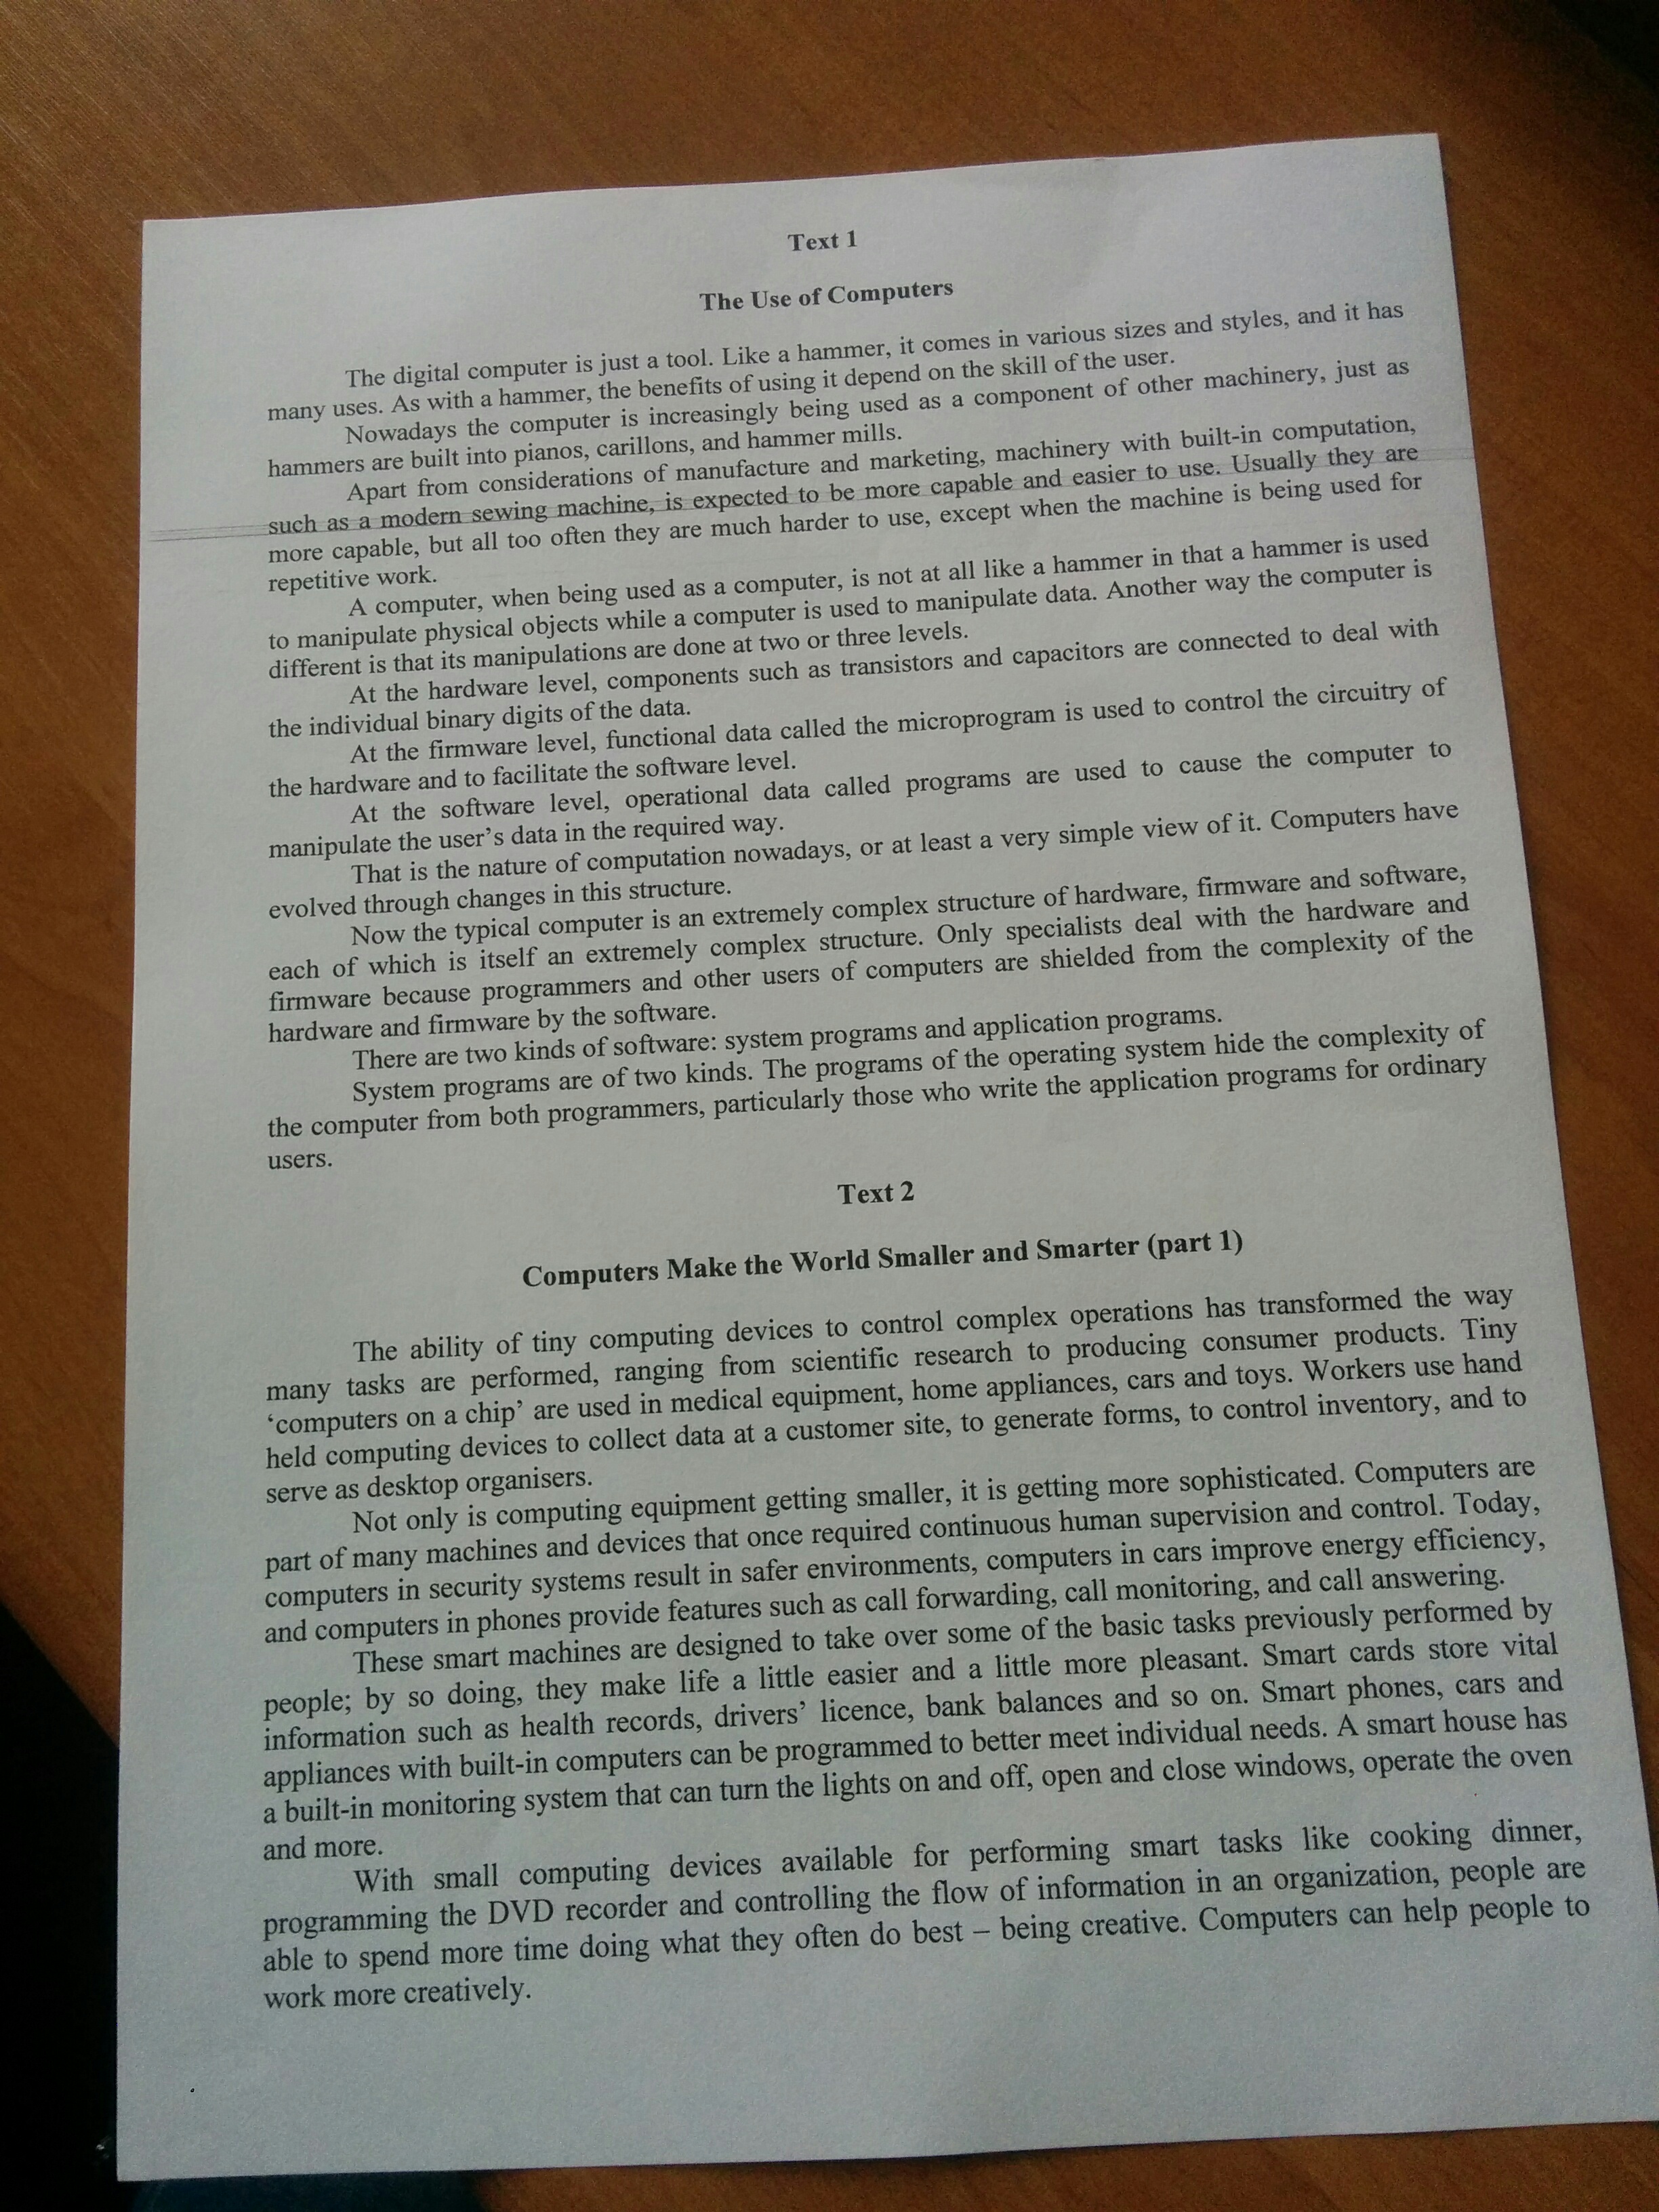 Text 1
The Use of Computers
The digital computer is just a tool. Like a hammer, it comes in various sizes and styles, and it has
many uses. As with a hammer, the benefits of using it depend on the skill of the user.
Nowadays the computer is increasingly being used as a component of other machinery, just as
hammers are built into pianos, carillons, and hammer mills.
Apart from considerations of manufacture and marketing, machinery with built-in computation,
such as a modern sewing machine, is expected to be more capable and easier to use. Usually they are
more capable, but all too often they are much harder to use, except when the machine is being used for
repetitive work.
A computer, when being used as a computer, is not at all like a hammer in that a hammer is used
to manipulate physical objects while a computer is used to manipulate data. Another way the computer is
different is that its manipulations are done at two or three levels.
At the hardware level, components such as transistors and capacitors are connected to deal with
the individual binary digits of the data.
At the firmware level, functional data called the microprogram is used to control the circuitry of
the hardware and to facilitate the software level.
At the software level, operational data called programs are used to cause the computer to
manipulate the user's data in the required way.
That is the nature of computation nowadays, or at least a very simple view of it. Computers have
evolved through changes in this structure.
Now the typical computer is an extremely complex structure of hardware, firmware and software,
each of which is itself an extremely complex structure. Only specialists deal with the hardware and
firmware because programmers and other users of computers are shielded from the complexity of the
hardware and firmware by the software.
There are two kinds of software: system programs and application programs.
System programs are of two kinds. The programs of the operating system hide the complexity of
the computer from both programmers, particularly those who write the application programs for ordinary
users.
Text 2
Computers Make the World Smaller and Smarter (part 1)
The ability of tiny computing devices to control complex operations has transformed the way
many tasks are performed, ranging from scientific research to producing consumer products. Tiny
‘computers on a chip’ are used in medical equipment, home appliances, cars and toys. Workers use hand
held computing devices to collect data at a customer site, to generate forms, to control inventory, and to
serve as desktop organisers.
Not only is computing equipment getting smaller, it is getting more sophisticated. Computers are
part of many machines and devices that once required continuous human supervision and control. Today,
computers in security systems result in safer environments, computers in cars improve energy efficiency,
and computers in phones provide features such as call forwarding, call monitoring, and call answering.
These smart machines are designed to take over some of the basic tasks previously performed by
people; by so doing, they make life a little easier and a little more pleasant. Smart cards store vital
information such as health records, drivers’ licence, bank balances and so on. Smart phones, cars and
appliances with built-in computers can be programmed to better meet individual needs. A smart house has
a built-in monitoring system that can turn the lights on and off, open and close windows, operate the oven
and more.
With small computing devices available for performing smart tasks like cooking dinner,
programming the DVD recorder and controlling the flow of information in an organization, people are
able to spend more time doing what they often do best – being creative. Computers can help people to
work more creatively.